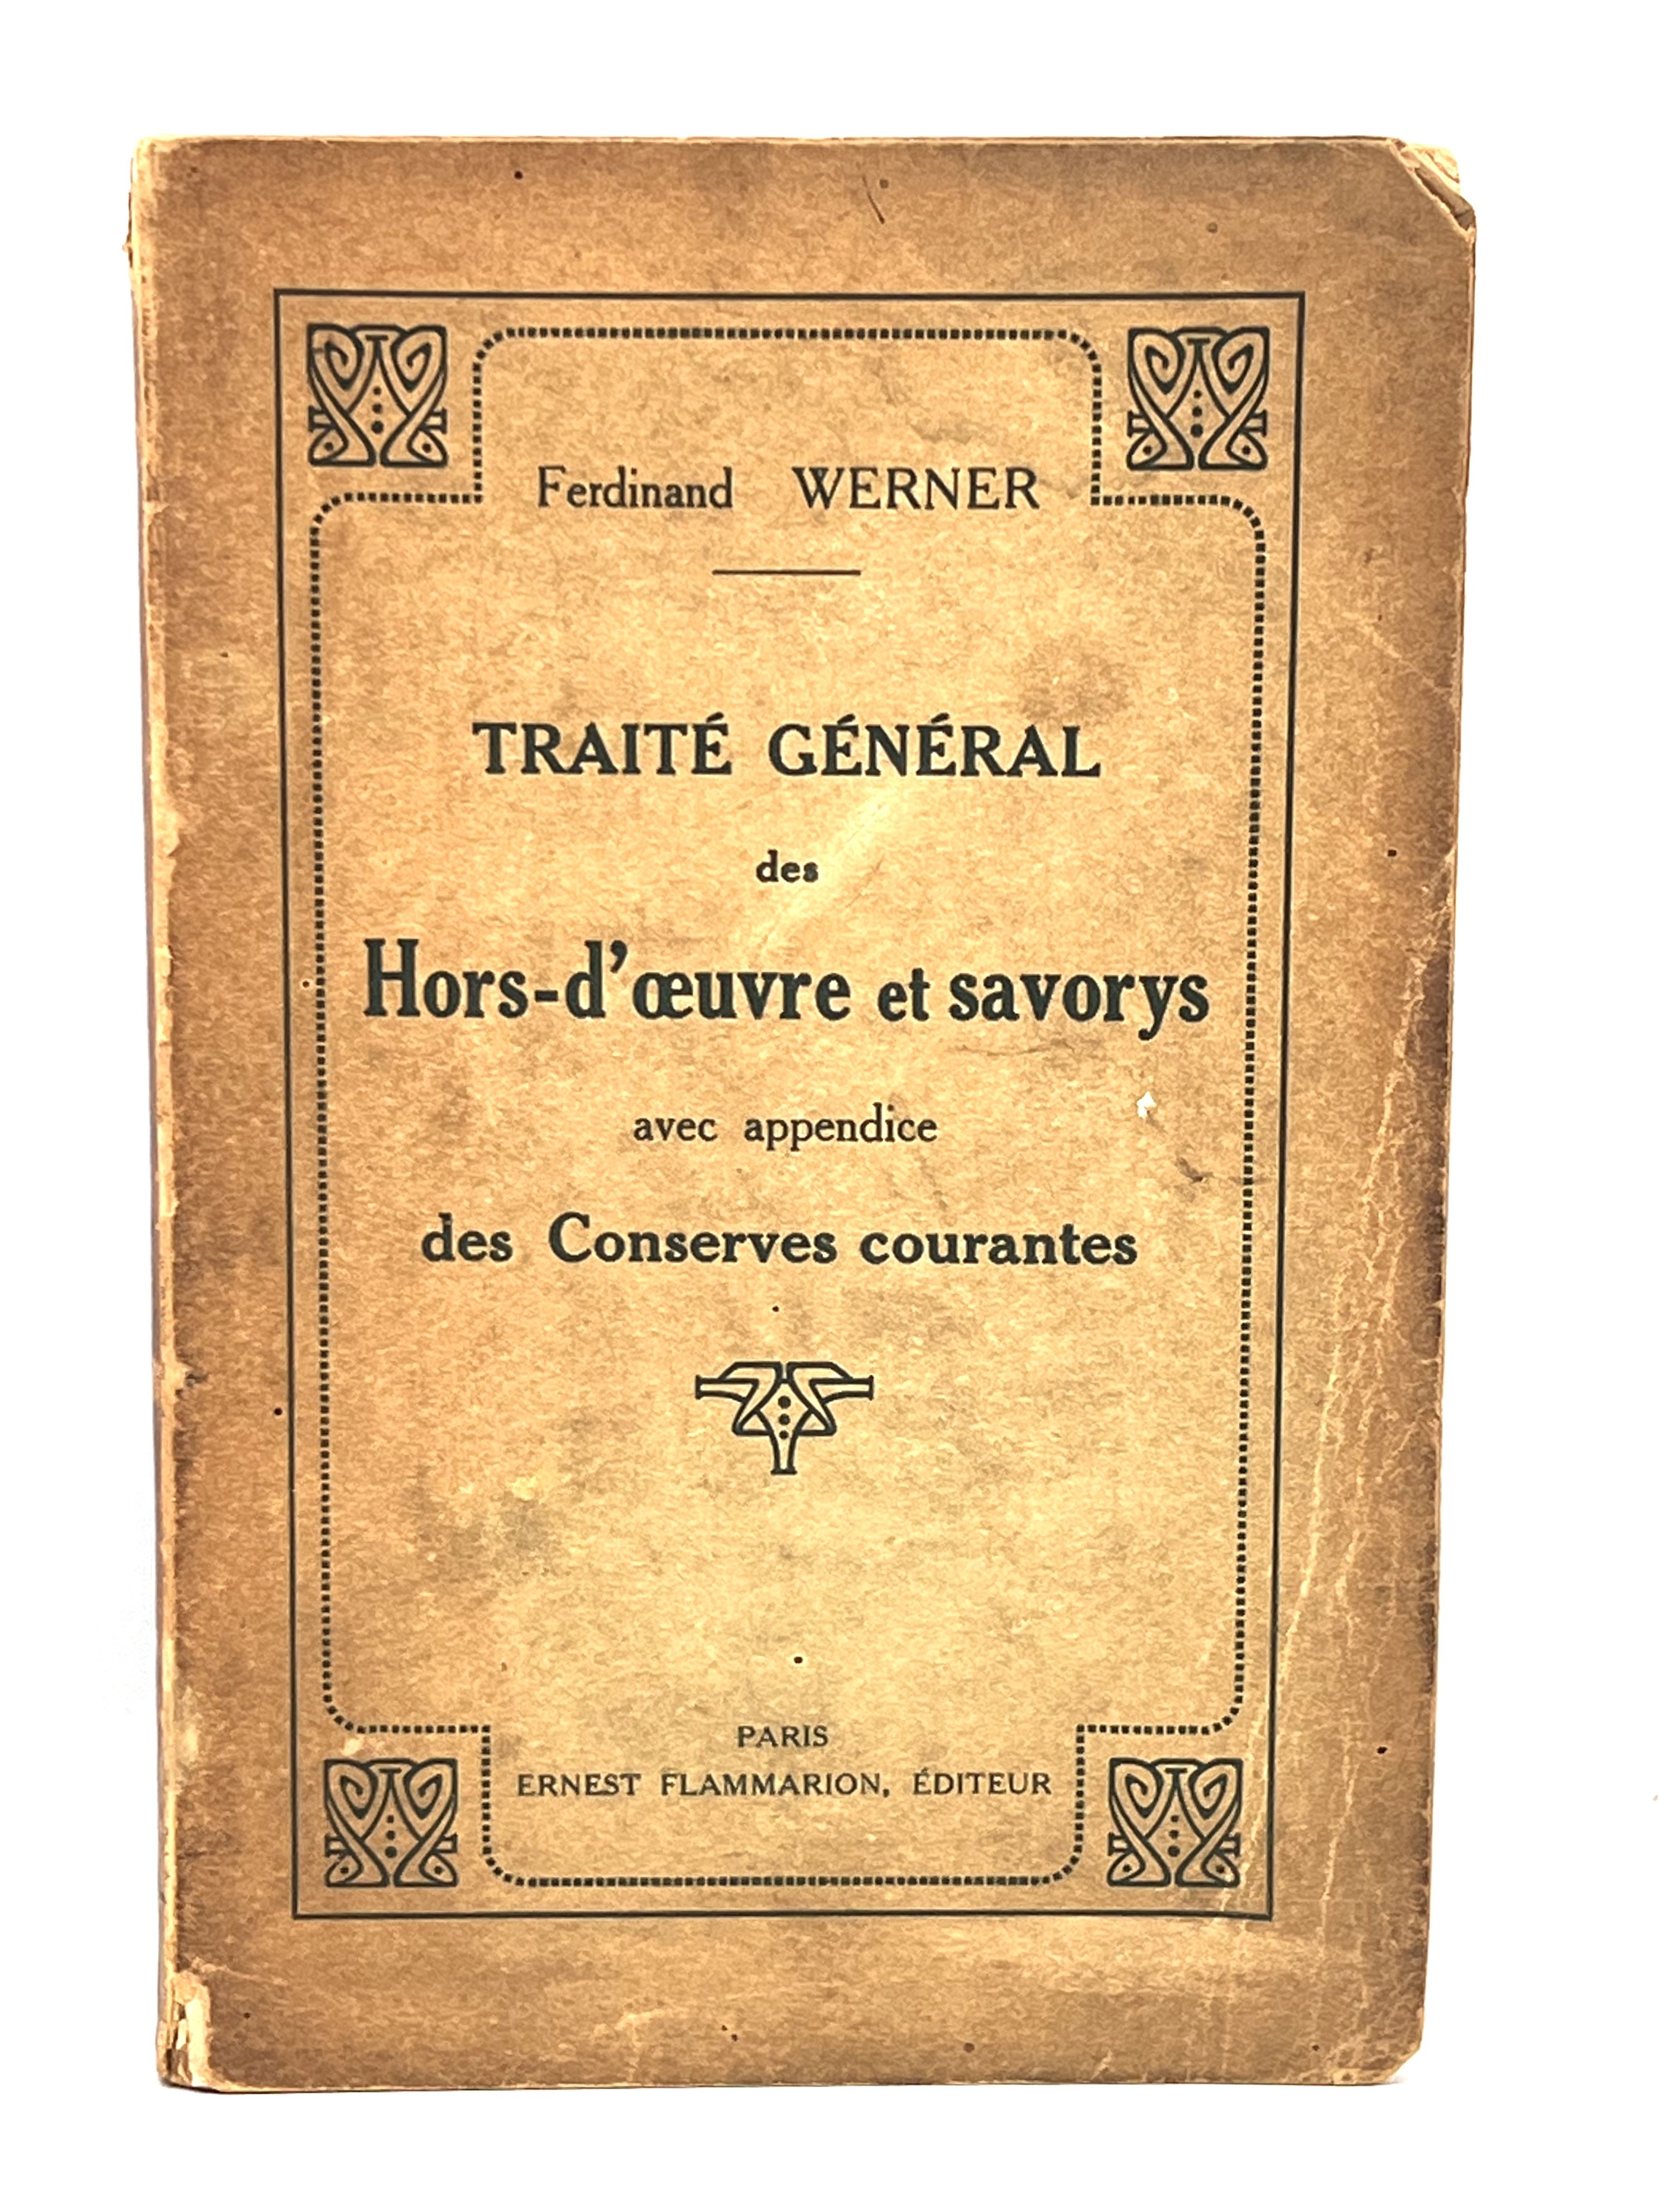 Ferdinand WERNER
TRAITÉ GÉNÉRAL
des
Hors-d'œuvre et savorys
avec appendice
des Conserves courantes
PARIS
ERNEST FLAMMARION, ÉDITEUR